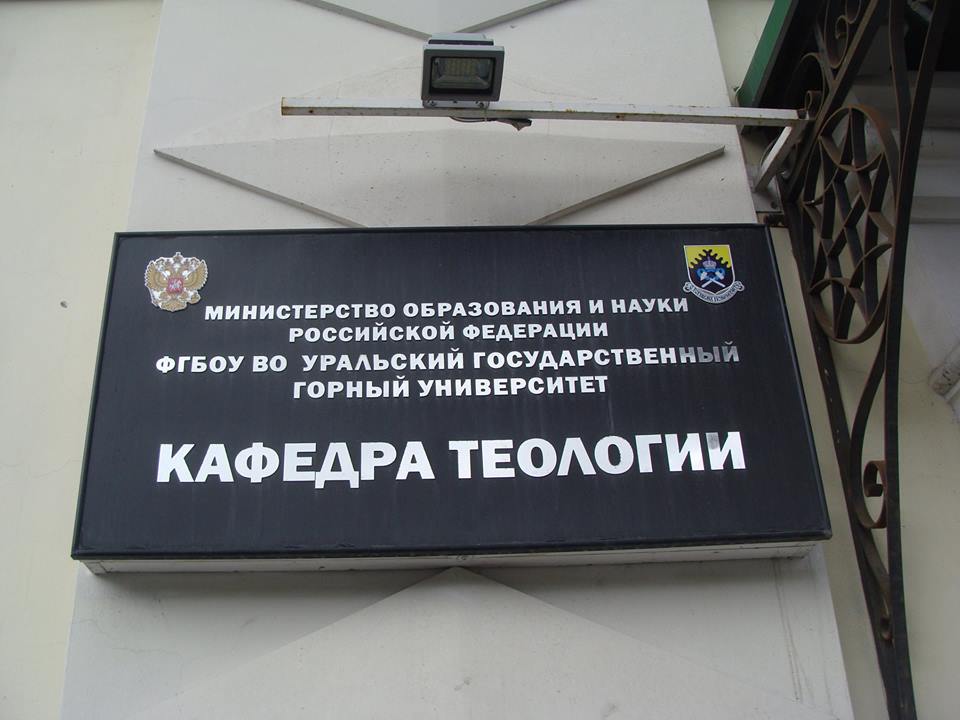 МИНИСТЕРСТВО ОБРАЗОВАНИЯ И НАУКИ
РОССИЙСКОЙ ФЕДЕРАЦИИ
ФГБОУ ВО УРАЛЬСКИЙ ГОСУДАРСТВЕННЫЙ
ГОРНЫЙ УНИВЕРСИТЕТ
КАФЕДРА ТЕОЛОГИИ